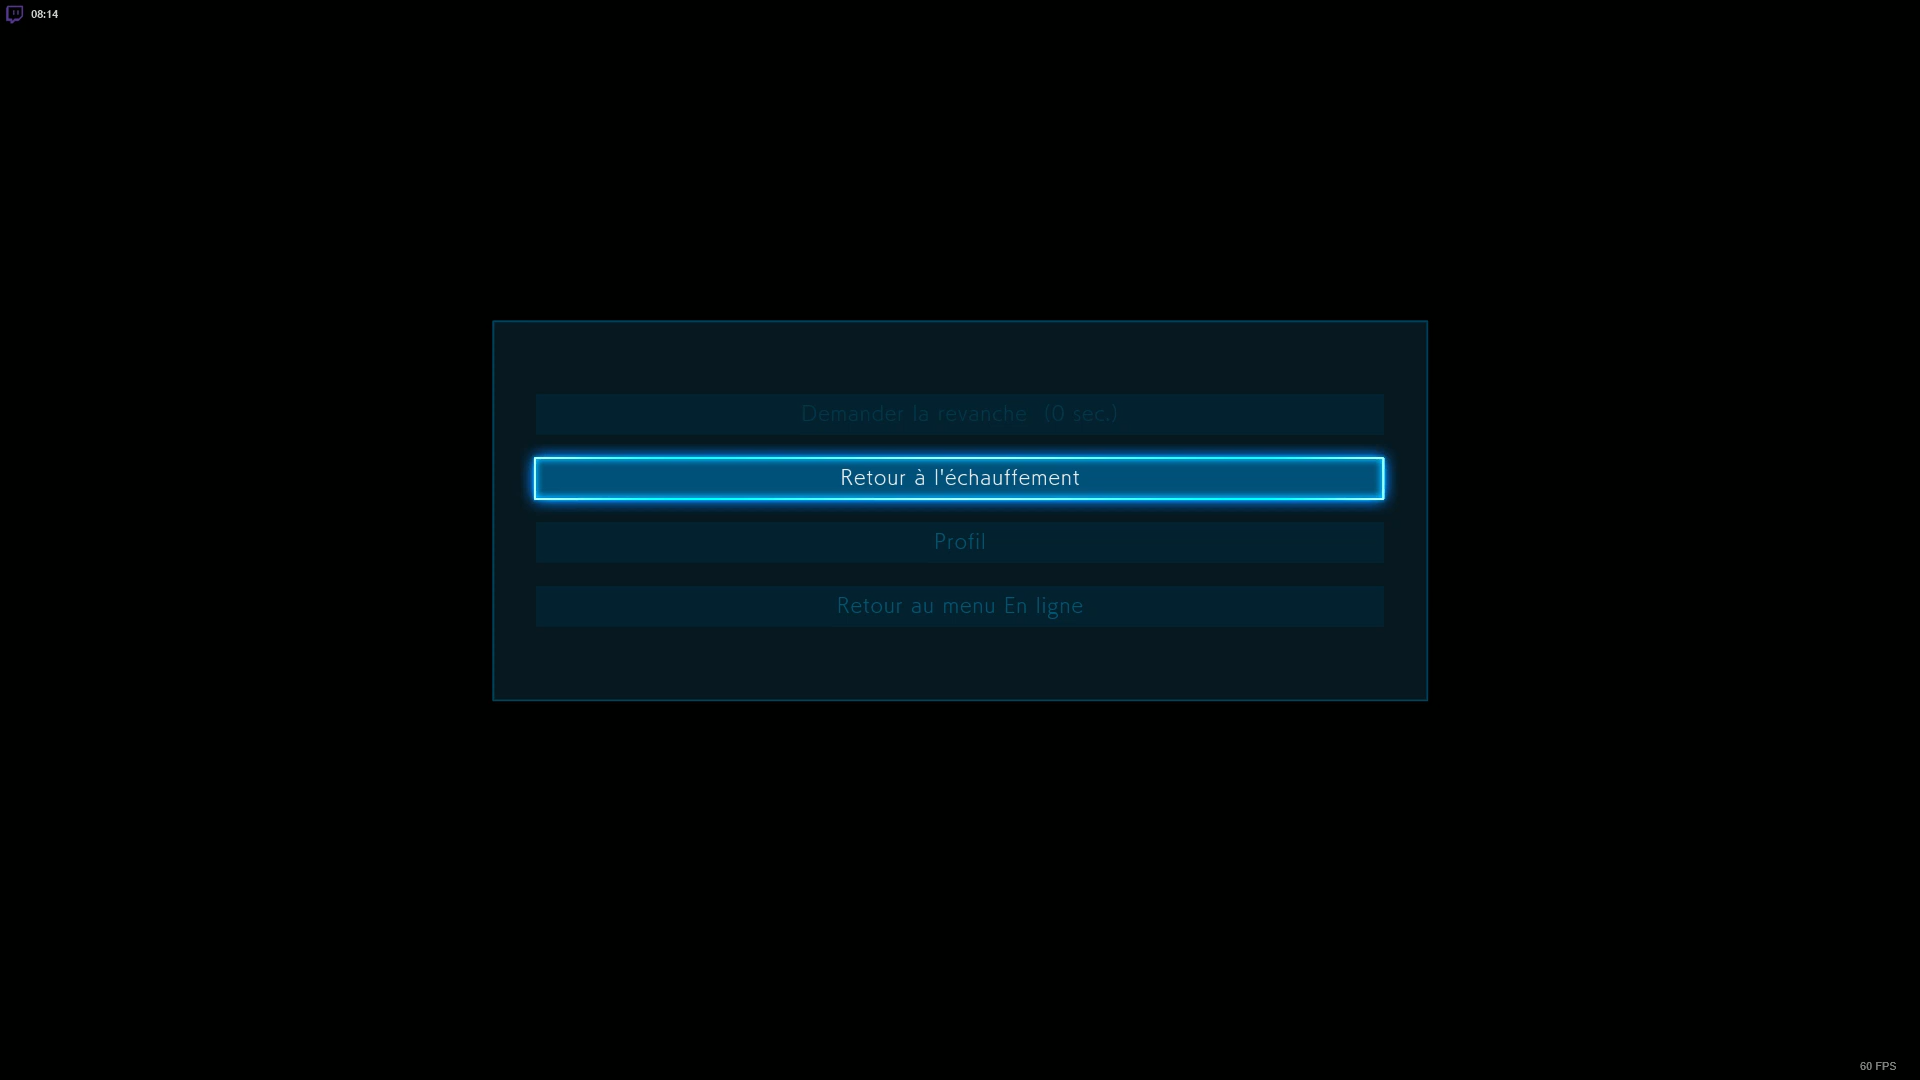 08:14
Demander la revanche (0 sec.)
Retour à l'échauffement
Profil
Retour au menu En ligne
60 FPS